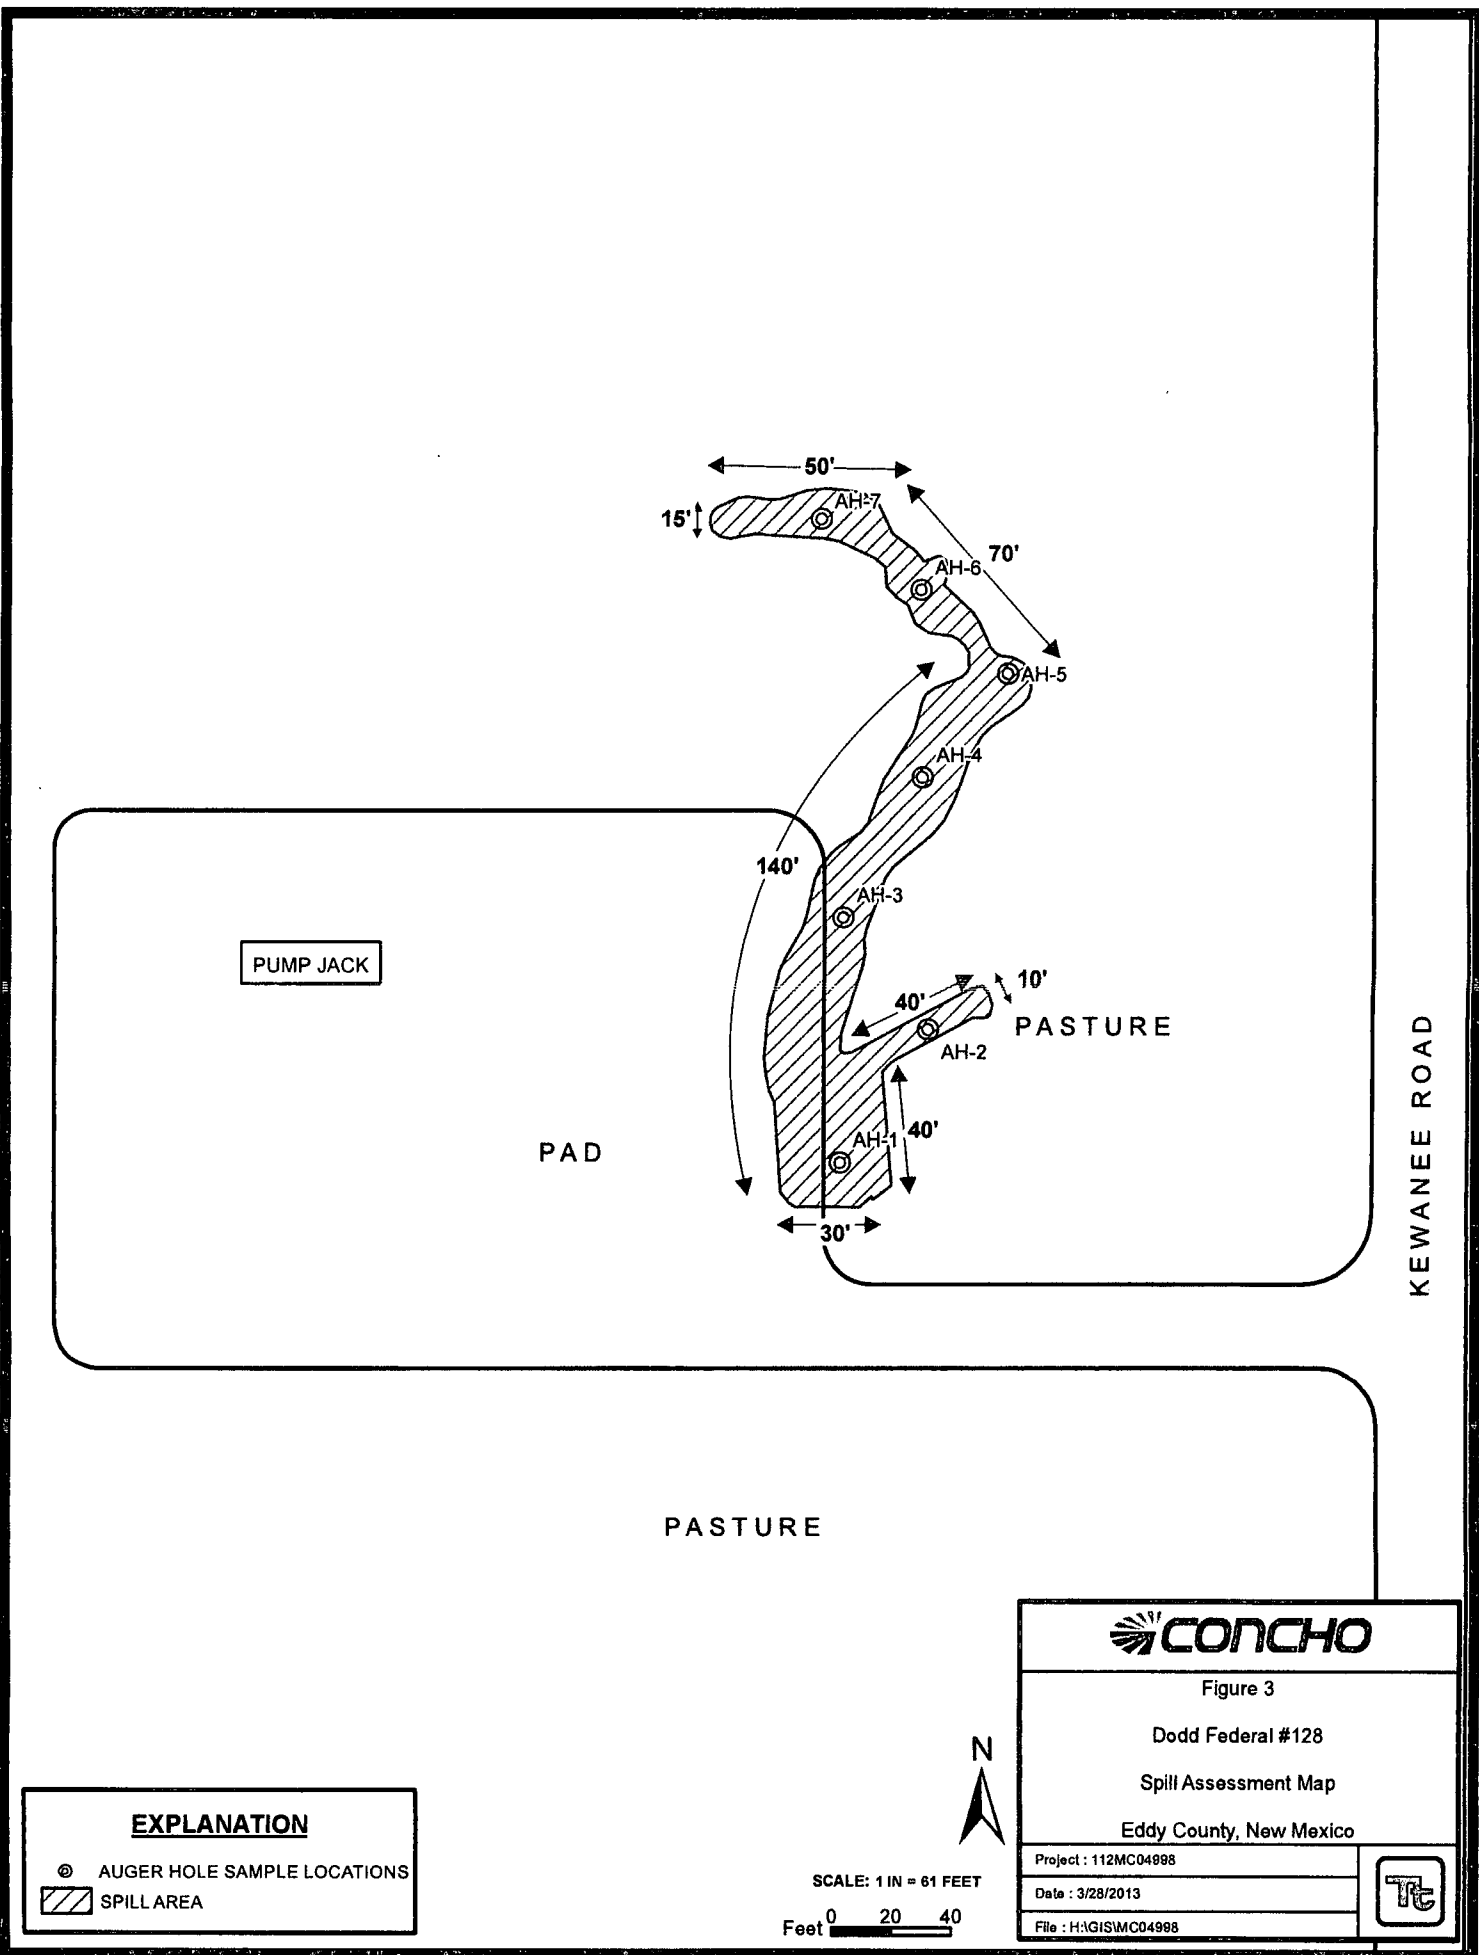 50'
15'
AH-7
70'
AH-6
AH-5
AH-4
140'
AH-3
PUMP JACK
10'
40'
PASTURE
AH-2
KEWANEE ROAD
PAD
AH-1
40'
30'
PASTURE
CONCHO
Figure 3
Dodd Federal #128
Spill Assessment Map
Eddy County, New Mexico
Project : 112MC04998
Date : 3/28/2013
File : H:\GIS\MC04998
Tt
N
SCALE: 1 IN = 61 FEET
0 20 40
Feet
EXPLANATION
AUGER HOLE SAMPLE LOCATIONS
SPILL AREA